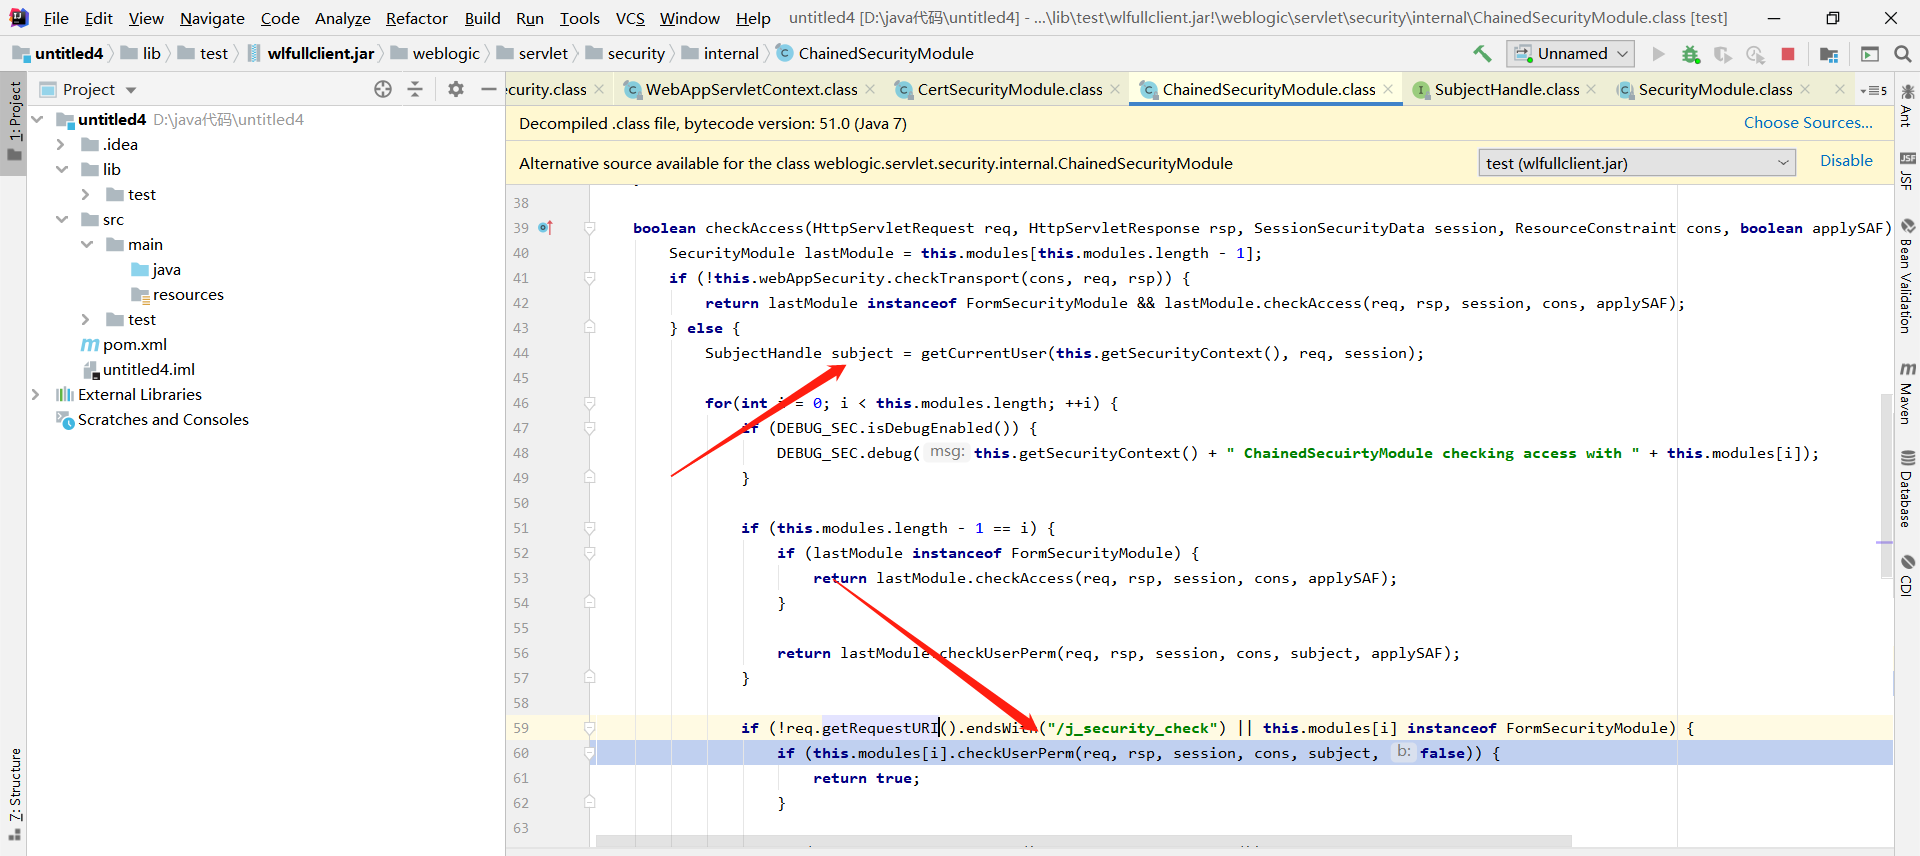 File Edit View Navigate Code Analyze Refactor Build Run Tools VCS Window Help untitled4 [D:\java代码\untitled4] - ...\lib\test\wlfullclient.jar!\weblogic\servlet\security\internal\ChainedSecurityModule.class [test]
untitled4 lib test wlfullclient.jar weblogic servlet security internal ChainedSecurityModule Unnamed
Project
curity.class WebAppServletContext.class CertSecurityModule.class ChainedSecurityModule.class SubjectHandle.class SecurityModule.class 5
untitled4 D:\java代码\untitled4
.idea
lib
test
src
main
java
resources
test
pom.xml
untitled4.iml
External Libraries
Scratches and Consoles
1: Project
7: Structure
Decompiled .class file, bytecode version: 51.0 (Java 7) Choose Sources...
Alternative source available for the class weblogic.servlet.security.internal.ChainedSecurityModule test (wlfullclient.jar) Disable
38
39 boolean checkAccess(HttpServletRequest req, HttpServletResponse rsp, SessionSecurityData session, ResourceConstraint cons, boolean applySAF)
40 SecurityModule lastModule = this.modules[this.modules.length - 1];
41 if (!this.webAppSecurity.checkTransport(cons, req, rsp)) {
42 return lastModule instanceof FormSecurityModule && lastModule.checkAccess(req, rsp, session, cons, applySAF);
43 } else {
44 SubjectHandle subject = getCurrentUser(this.getSecurityContext(), req, session);
45
46 for(int i = 0; i < this.modules.length; ++i) {
47 if (DEBUG_SEC.isDebugEnabled()) {
48 DEBUG_SEC.debug( msg: this.getSecurityContext() + " ChainedSecuirtyModule checking access with " + this.modules[i]);
49 }
50
51 if (this.modules.length - 1 == i) {
52 if (lastModule instanceof FormSecurityModule) {
53 return lastModule.checkAccess(req, rsp, session, cons, applySAF);
54 }
55
56 return lastModule.checkUserPerm(req, rsp, session, cons, subject, applySAF);
57 }
58
59 if (!req.getRequestURI().endsWith("/j_security_check") || this.modules[i] instanceof FormSecurityModule) {
60 if (this.modules[i].checkUserPerm(req, rsp, session, cons, subject, b: false)) {
61 return true;
62 }
63
Ant
JSF
JSF
Bean Validation
m
Maven
Database
CDI